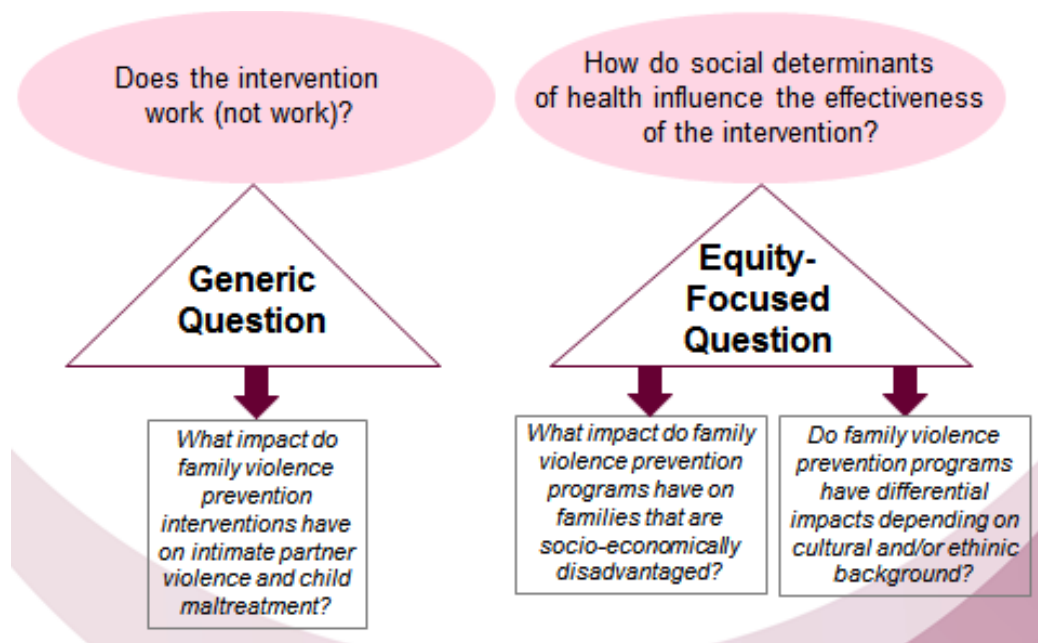 Does the intervention
work (not work)?
How do social determinants
of health influence the effectiveness
of the intervention?
Generic
Question
Equity-
Focused
Question
What impact do
family violence
prevention
interventions have
on intimate partner
violence and child
maltreatment?
What impact do family
violence prevention
programs have on
families that are
socio-economically
disadvantaged?
Do family violence
prevention programs
have differential
impacts depending on
cultural and/or ethinic
background?